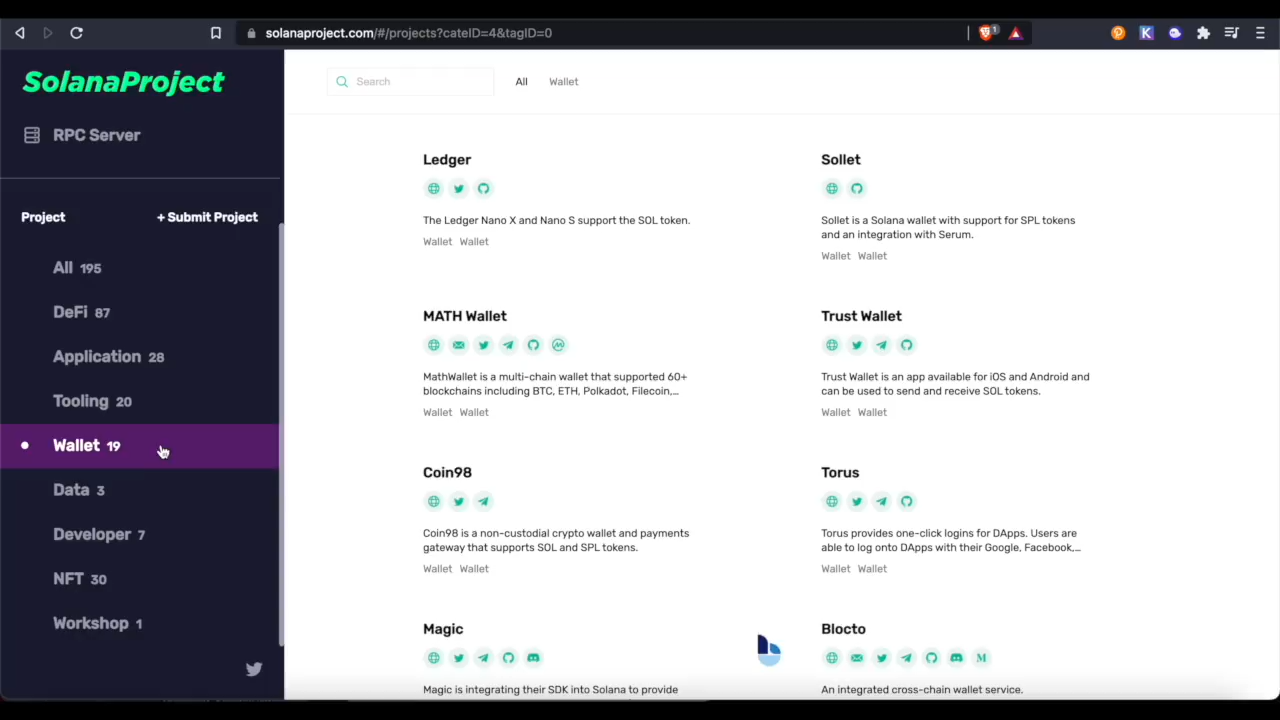 solanaproject.com/#/projects?cateID=4&tagID=0
1
K
SolanaProject
RPC Server
Project
+ Submit Project
All 195
DeFi 87
Application 28
Tooling 20
Wallet 19
Data 3
Developer 7
NFT 30
Workshop 1
Search
All
Wallet
Ledger
The Ledger Nano X and Nano S support the SOL token.
Wallet Wallet
Sollet
Sollet is a Solana wallet with support for SPL tokens
and an integration with Serum.
Wallet Wallet
MATH Wallet
MathWallet is a multi-chain wallet that supported 60+
blockchains including BTC, ETH, Polkadot, Filecoin,...
Wallet Wallet
Trust Wallet
Trust Wallet is an app available for iOS and Android and
can be used to send and receive SOL tokens.
Wallet Wallet
Coin98
Coin98 is a non-custodial crypto wallet and payments
gateway that supports SOL and SPL tokens.
Wallet Wallet
Torus
Torus provides one-click logins for DApps. Users are
able to log onto DApps with their Google, Facebook,...
Wallet Wallet
Magic
Magic is integrating their SDK into Solana to provide
Blocto
An integrated cross-chain wallet service.